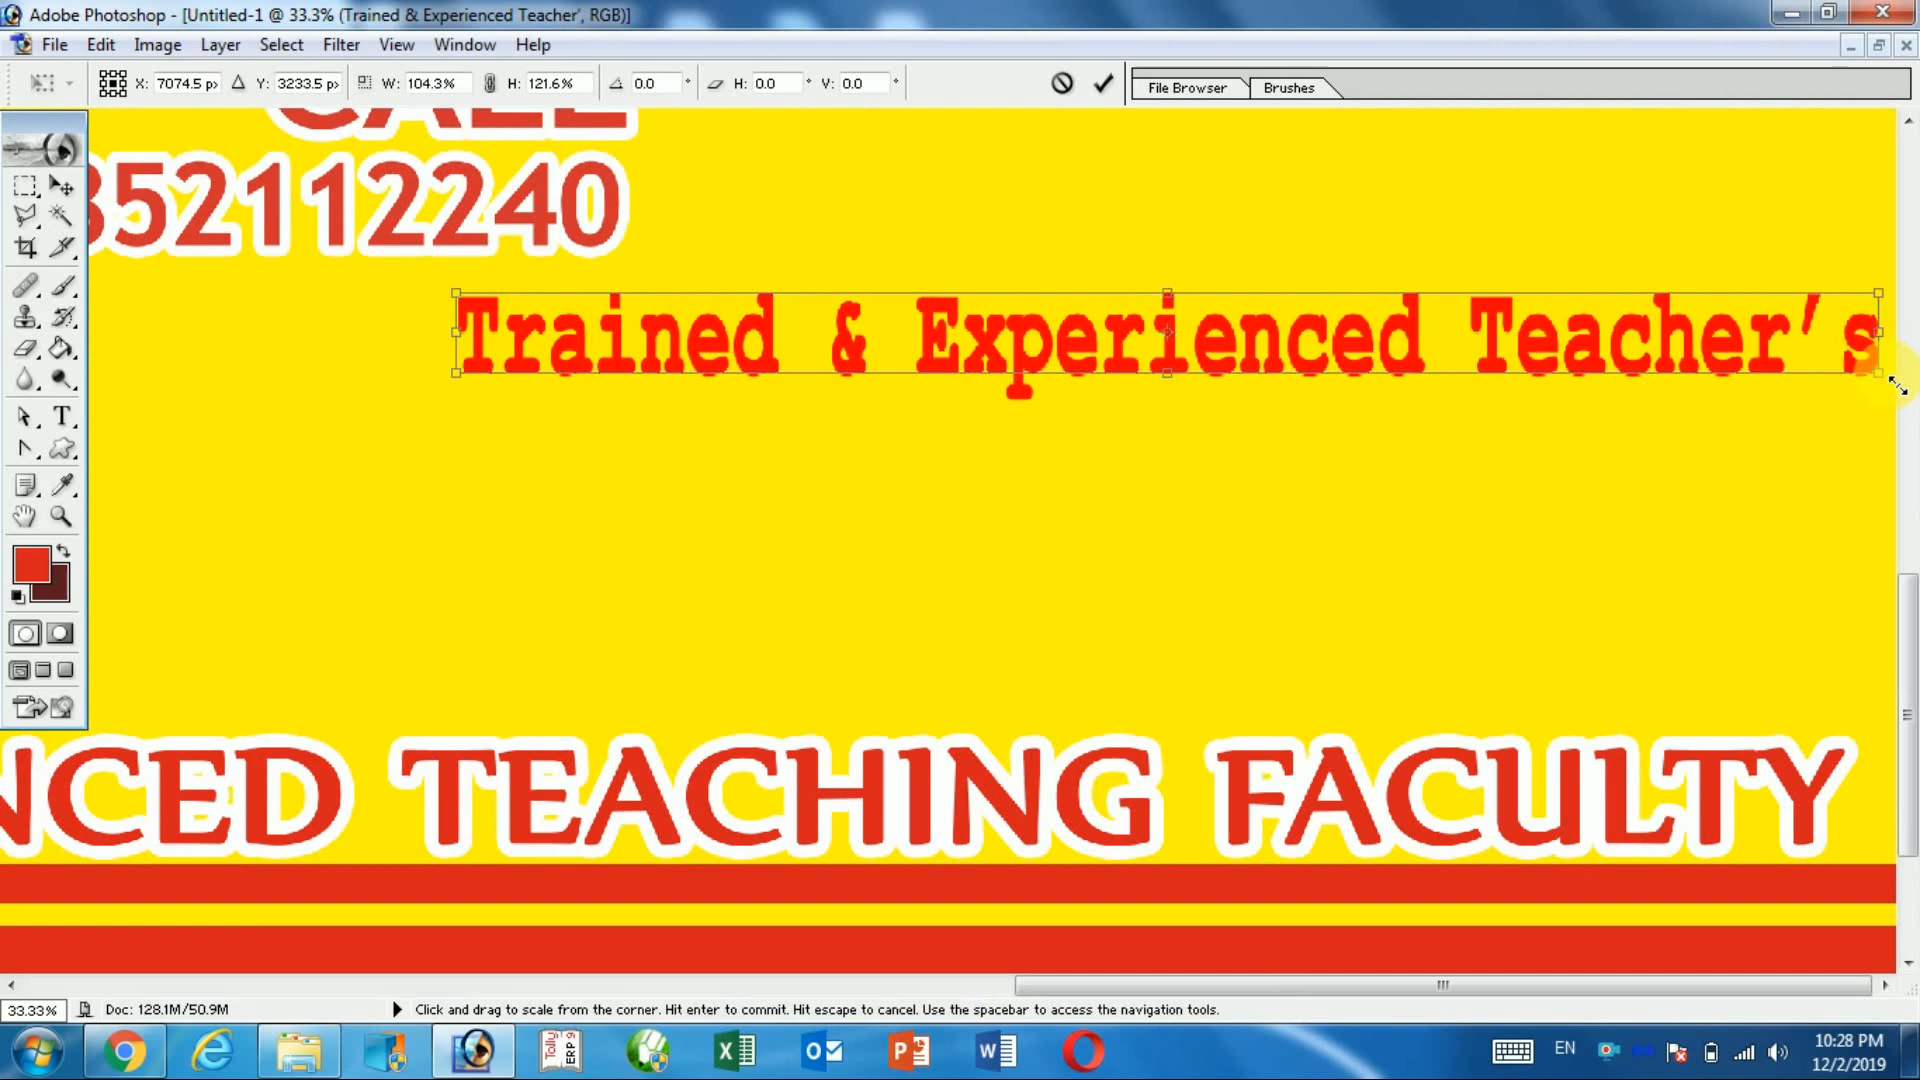 Adobe Photoshop - [Untitled-1 @ 33.3% (Trained & Experienced Teacher', RGB)]
File Edit Image Layer Select Filter View Window Help
X: 7074.5 px Y: 3233.5 px W: 104.3% H: 121.6% 0.0 ° H: 0.0 ° V: 0.0 °
File Browser Brushes
CALL
352112240
Trained & Experienced Teacher's
NCED TEACHING FACULTY
33.33% Doc: 128.1M/50.9M Click and drag to scale from the corner. Hit enter to commit. Hit escape to cancel. Use the spacebar to access the navigation tools.
Tally ERP 9
EN
10:28 PM
12/2/2019